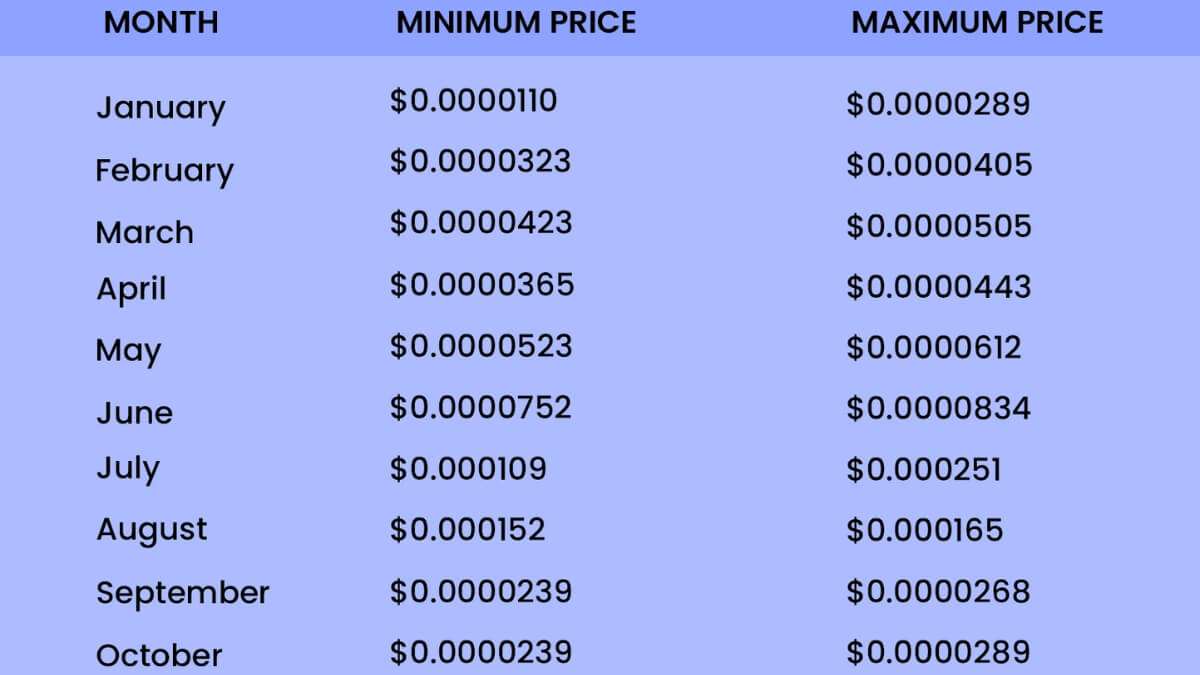 MONTH MINIMUM PRICE MAXIMUM PRICE
January $0.0000110 $0.0000289
February $0.0000323 $0.0000405
March $0.0000423 $0.0000505
April $0.0000365 $0.0000443
May $0.0000523 $0.0000612
June $0.0000752 $0.0000834
July $0.000109 $0.000251
August $0.000152 $0.000165
September $0.0000239 $0.0000268
October $0.0000239 $0.0000289